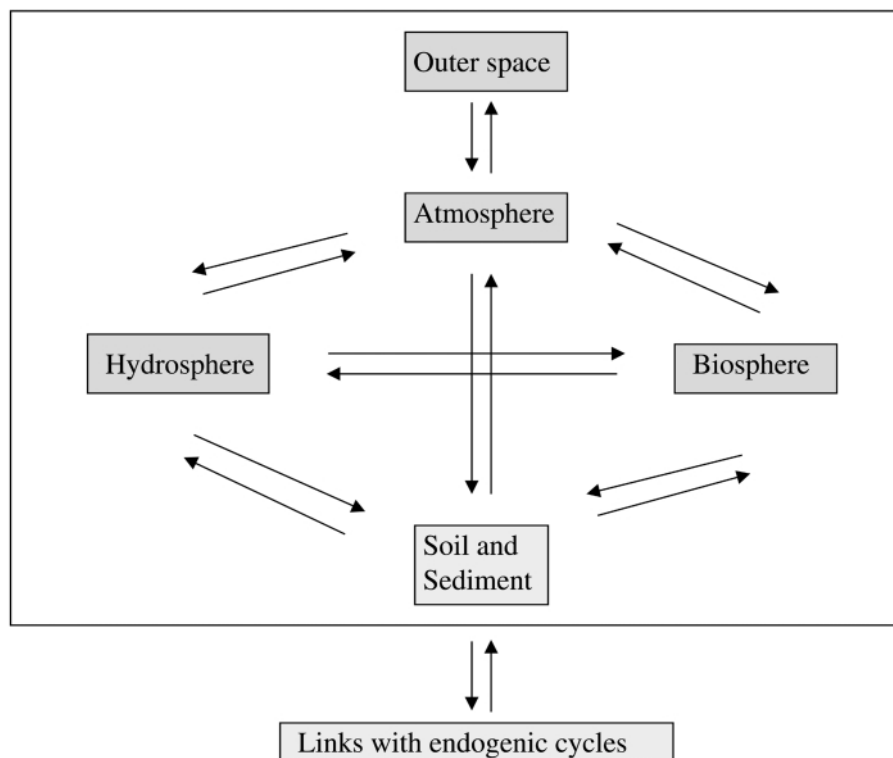 Outer space
Atmosphere
Hydrosphere
Biosphere
Soil and
Sediment
Links with endogenic cycles